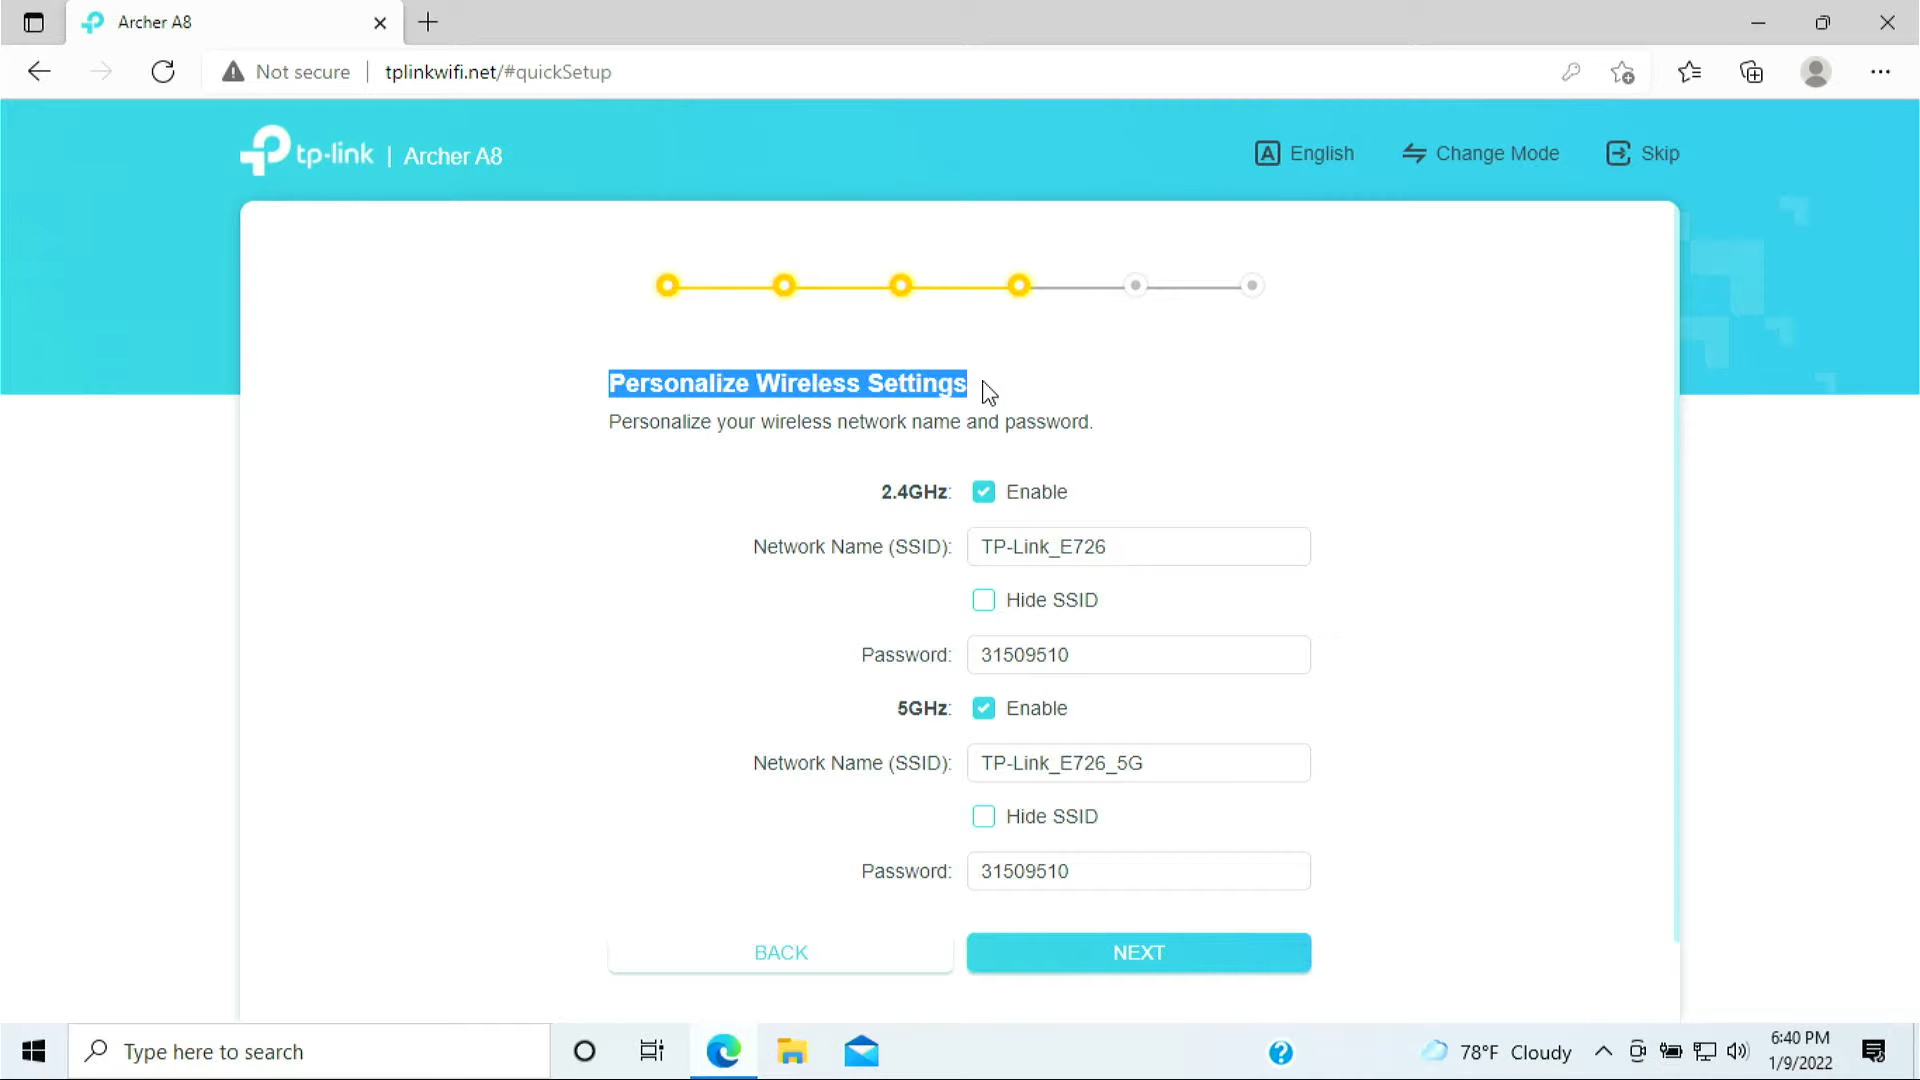 Archer A8
Not secure
tplinkwifi.net/#quickSetup
tp-link | Archer A8
A English
Change Mode
Skip
Personalize Wireless Settings
Personalize your wireless network name and password.
2.4GHz: Enable
Network Name (SSID): TP-Link_E726
Hide SSID
Password: 31509510
5GHz: Enable
Network Name (SSID): TP-Link_E726_5G
Hide SSID
Password: 31509510
BACK
NEXT
Type here to search
78°F Cloudy
6:40 PM
1/9/2022